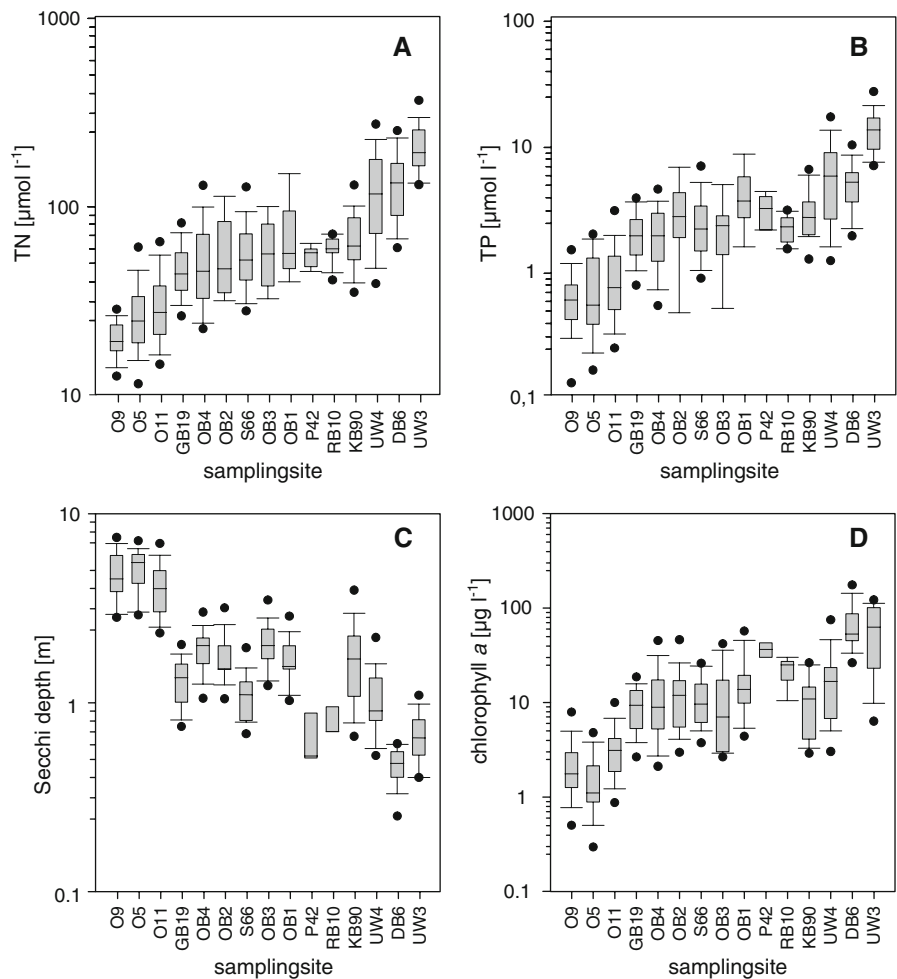 A
TN [µmol l-1]
1000
100
10
O9 O5 O11 GB19 OB4 OB2 S66 OB3 OB1 P42 RB10 KB90 UW4 DB6 UW3
samplingsite
B
TP [µmol l-1]
100
10
1
0,1
O9 O5 O11 GB19 OB4 OB2 S66 OB3 OB1 P42 RB10 KB90 UW4 DB6 UW3
samplingsite
C
Secchi depth [m]
10
1
0.1
O9 O5 O11 GB19 OB4 OB2 S66 OB3 OB1 P42 RB10 KB90 UW4 DB6 UW3
samplingsite
D
chlorophyll a [µg l-1]
1000
100
10
1
0.1
O9 O5 O11 GB19 OB4 OB2 S66 OB3 OB1 P42 RB10 KB90 UW4 DB6 UW3
samplingsite